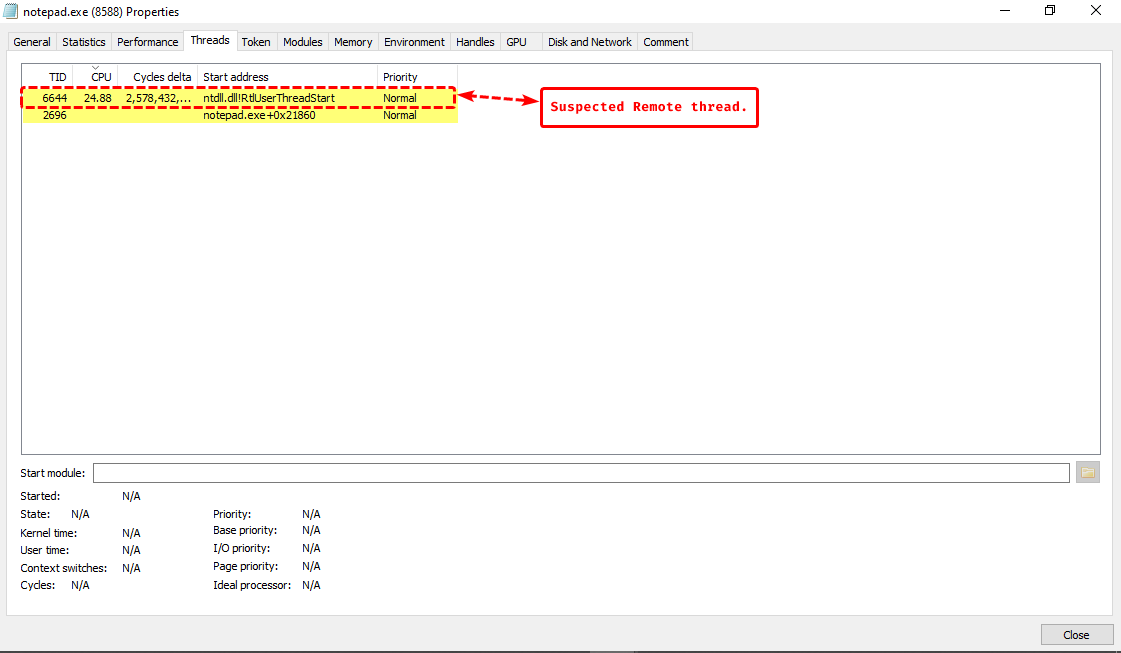 notepad.exe (8588) Properties
General Statistics Performance Threads Token Modules Memory Environment Handles GPU Disk and Network Comment
TID CPU Cycles delta Start address Priority
6644 24.88 2,578,432,... ntdll.dll!RtlUserThreadStart Normal
Suspected Remote thread.
2696 notepad.exe+0x21860 Normal
Start module:
Started: N/A
State: N/A Priority: N/A
Kernel time: N/A Base priority: N/A
User time: N/A I/O priority: N/A
Context switches: N/A Page priority: N/A
Cycles: N/A Ideal processor: N/A
Close